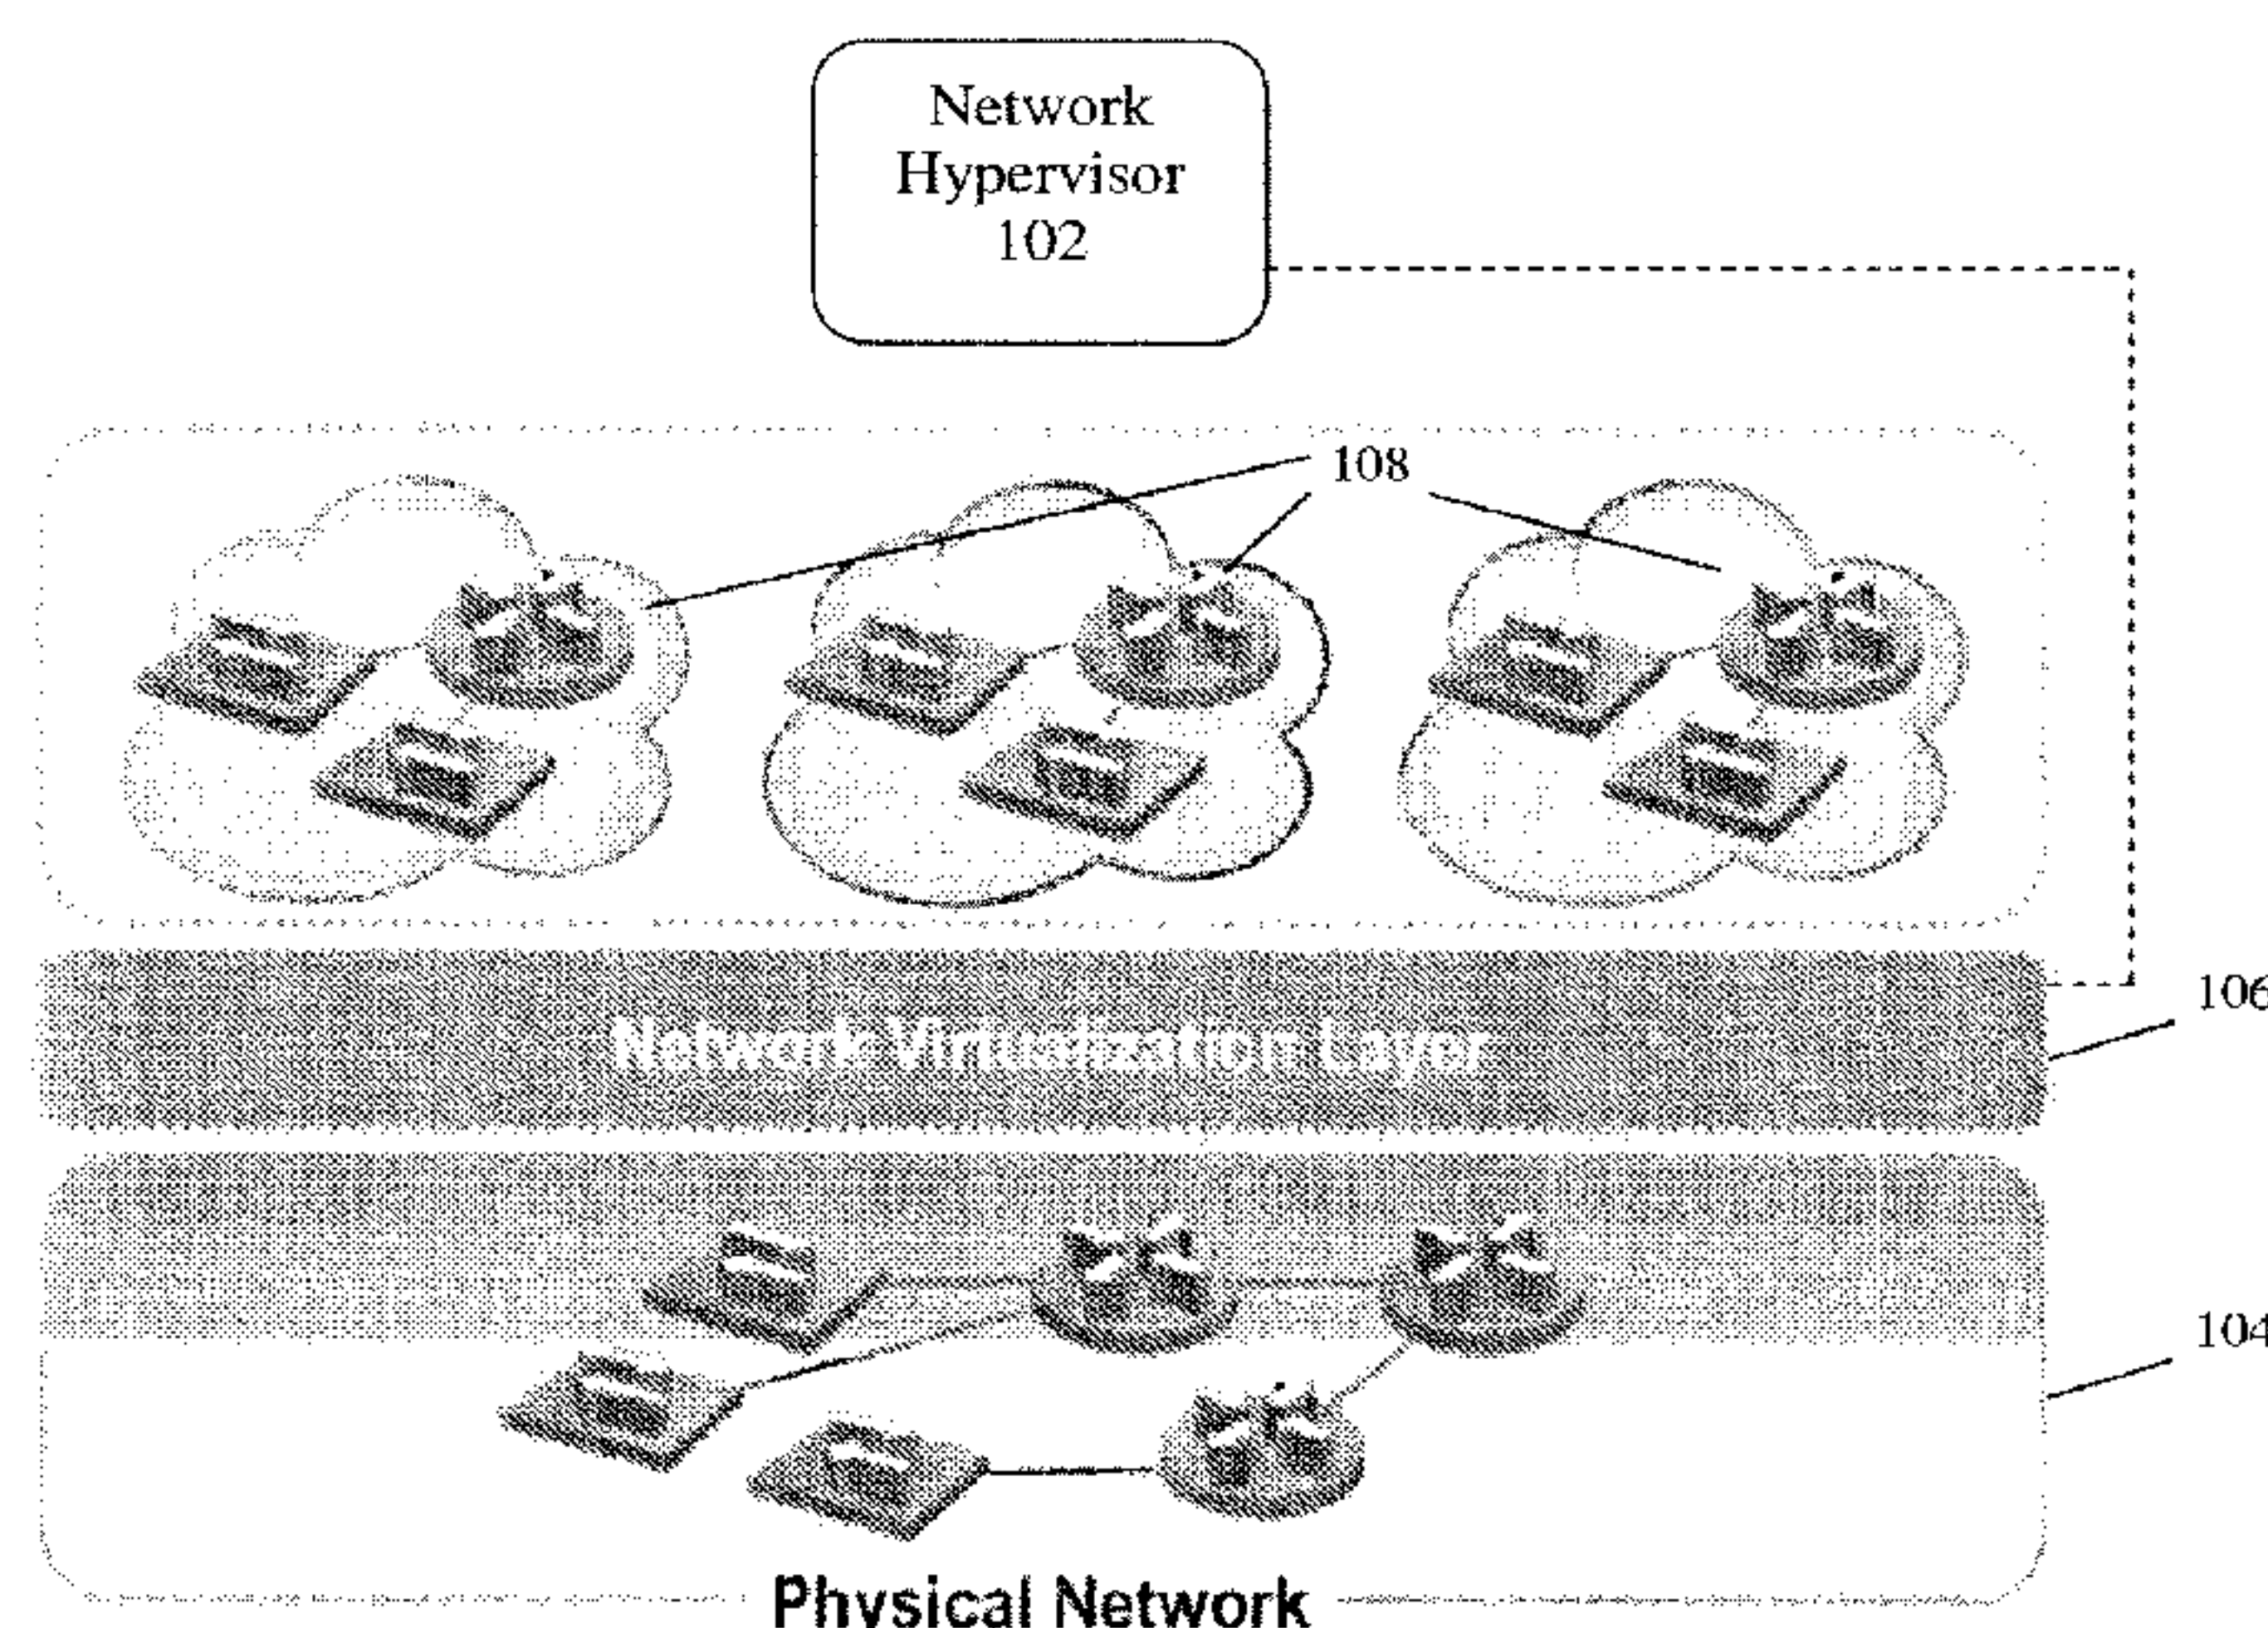 Network
Hypervisor
102
108
106
Network Virtualization Layer
104
Physical Network